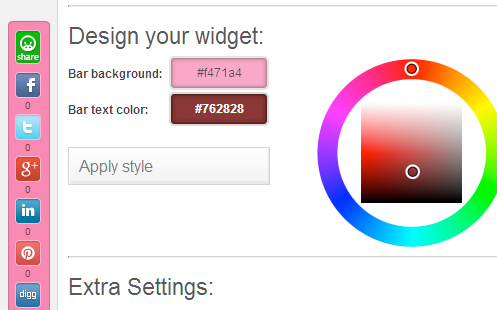 Design your widget:
Bar background: #f471a4
Bar text color: #762828
Apply style
Extra Settings:
share
f
0
t
0
g+
0
in
0
0
digg